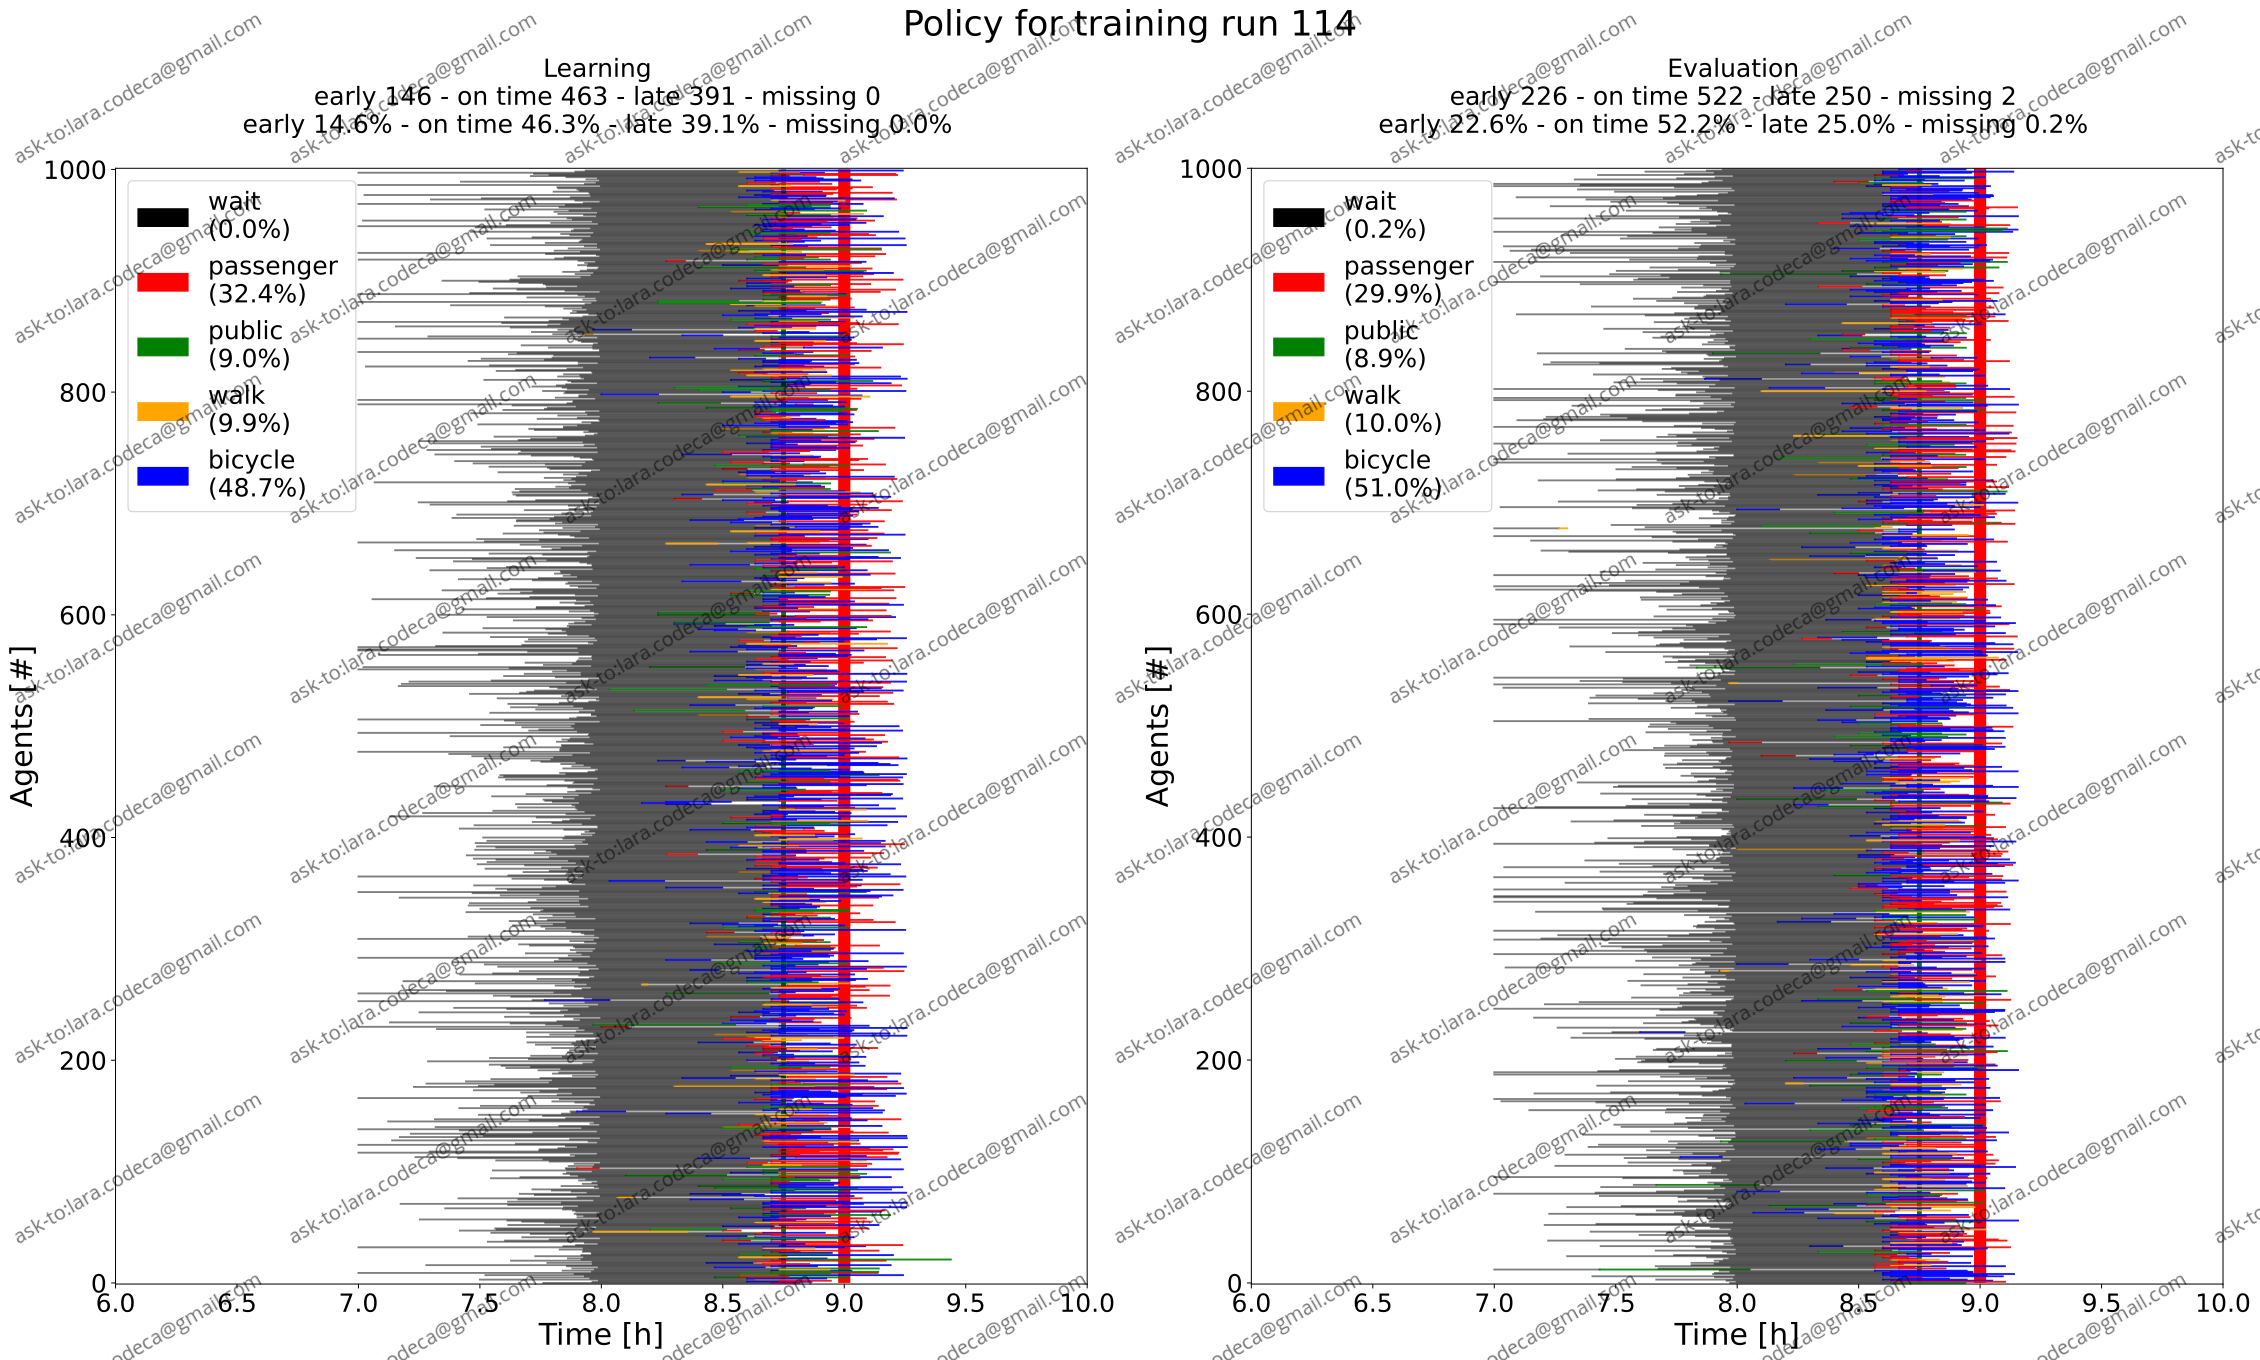 Policy for training run 114
Learning
early 146 - on time 463 - late 391 - missing 0
early 14.6% - on time 46.3% - late 39.1% - missing 0.0%
1000
800
600
400
200
0
Agents [#]
wait
(0.0%)
passenger
(32.4%)
public
(9.0%)
walk
(9.9%)
bicycle
(48.7%)
6.0 6.5 7.0 7.5 8.0 8.5 9.0 9.5 10.0
Time [h]
Evaluation
early 226 - on time 522 - late 250 - missing 2
early 22.6% - on time 52.2% - late 25.0% - missing 0.2%
1000
800
600
400
200
0
Agents [#]
wait
(0.2%)
passenger
(29.9%)
public
(8.9%)
walk
(10.0%)
bicycle
(51.0%)
6.0 6.5 7.0 7.5 8.0 8.5 9.0 9.5 10.0
Time [h]
ask-to:lara.codeca@gmail.com